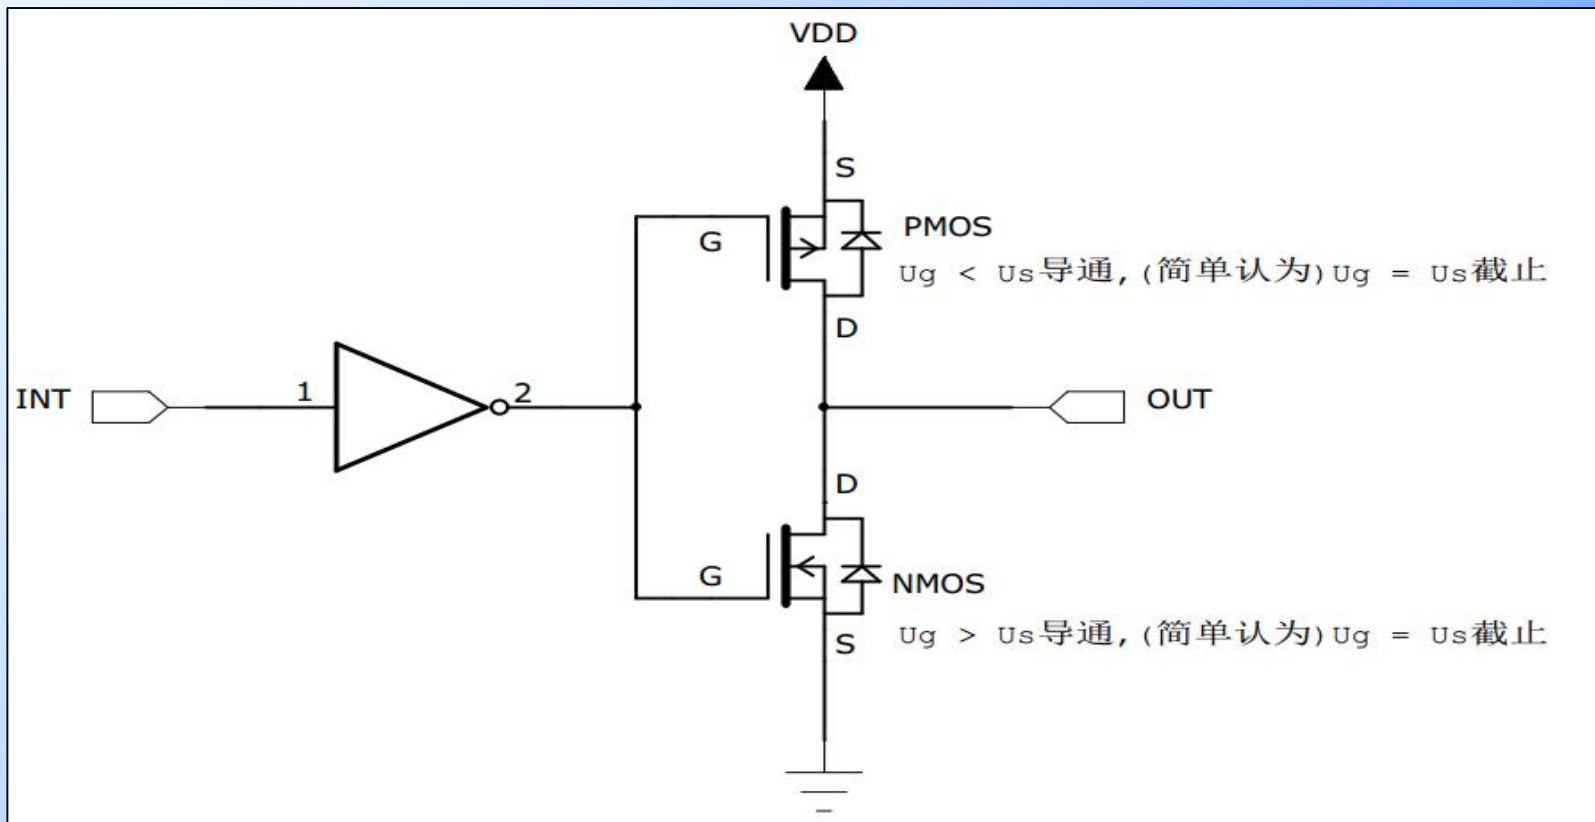 VDD
S
PMOS
G
Ug < Us导通,(简单认为)Ug = Us截止
D
INT
1
2
OUT
D
G
NMOS
Ug > Us导通,(简单认为)Ug = Us截止
S